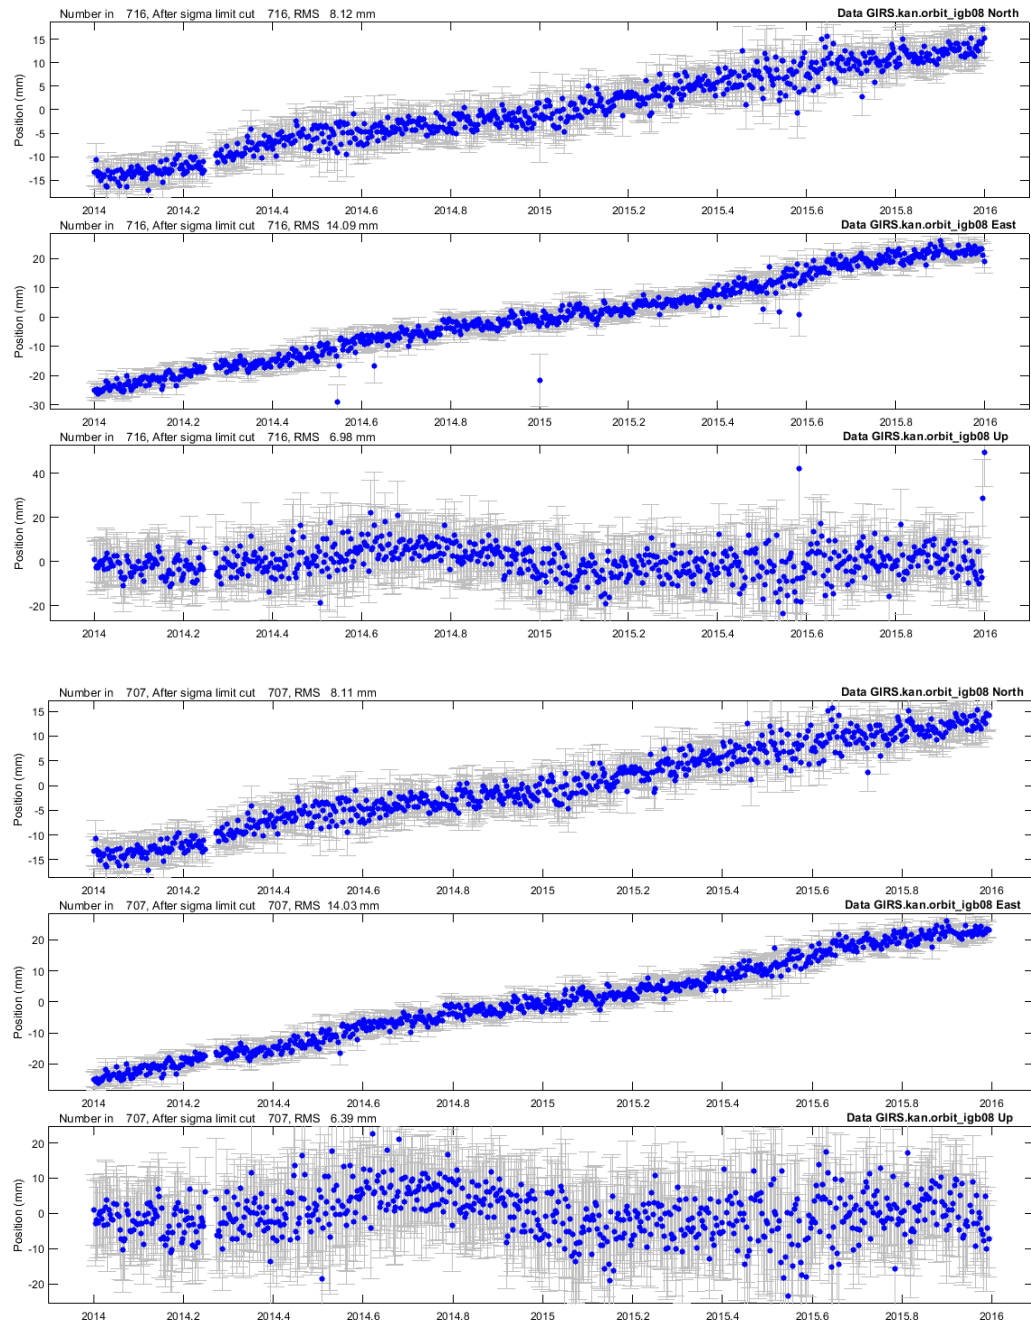 Number in 716, After sigma limit cut 716, RMS 8.12 mm Data GIRS.kan.orbit_igb08 North
15
10
5
0
-5
-10
-15
Position (mm)
2014 2014.2 2014.4 2014.6 2014.8 2015 2015.2 2015.4 2015.6 2015.8 2016
Number in 716, After sigma limit cut 716, RMS 14.09 mm Data GIRS.kan.orbit_igb08 East
20
10
0
-10
-20
-30
Position (mm)
2014 2014.2 2014.4 2014.6 2014.8 2015 2015.2 2015.4 2015.6 2015.8 2016
Number in 716, After sigma limit cut 716, RMS 6.98 mm Data GIRS.kan.orbit_igb08 Up
40
20
0
-20
Position (mm)
2014 2014.2 2014.4 2014.6 2014.8 2015 2015.2 2015.4 2015.6 2015.8 2016
Number in 707, After sigma limit cut 707, RMS 8.11 mm Data GIRS.kan.orbit_igb08 North
15
10
5
0
-5
-10
-15
Position (mm)
2014 2014.2 2014.4 2014.6 2014.8 2015 2015.2 2015.4 2015.6 2015.8 2016
Number in 707, After sigma limit cut 707, RMS 14.03 mm Data GIRS.kan.orbit_igb08 East
20
10
0
-10
-20
Position (mm)
2014 2014.2 2014.4 2014.6 2014.8 2015 2015.2 2015.4 2015.6 2015.8 2016
Number in 707, After sigma limit cut 707, RMS 6.39 mm Data GIRS.kan.orbit_igb08 Up
20
10
0
-10
-20
Position (mm)
2014 2014.2 2014.4 2014.6 2014.8 2015 2015.2 2015.4 2015.6 2015.8 2016